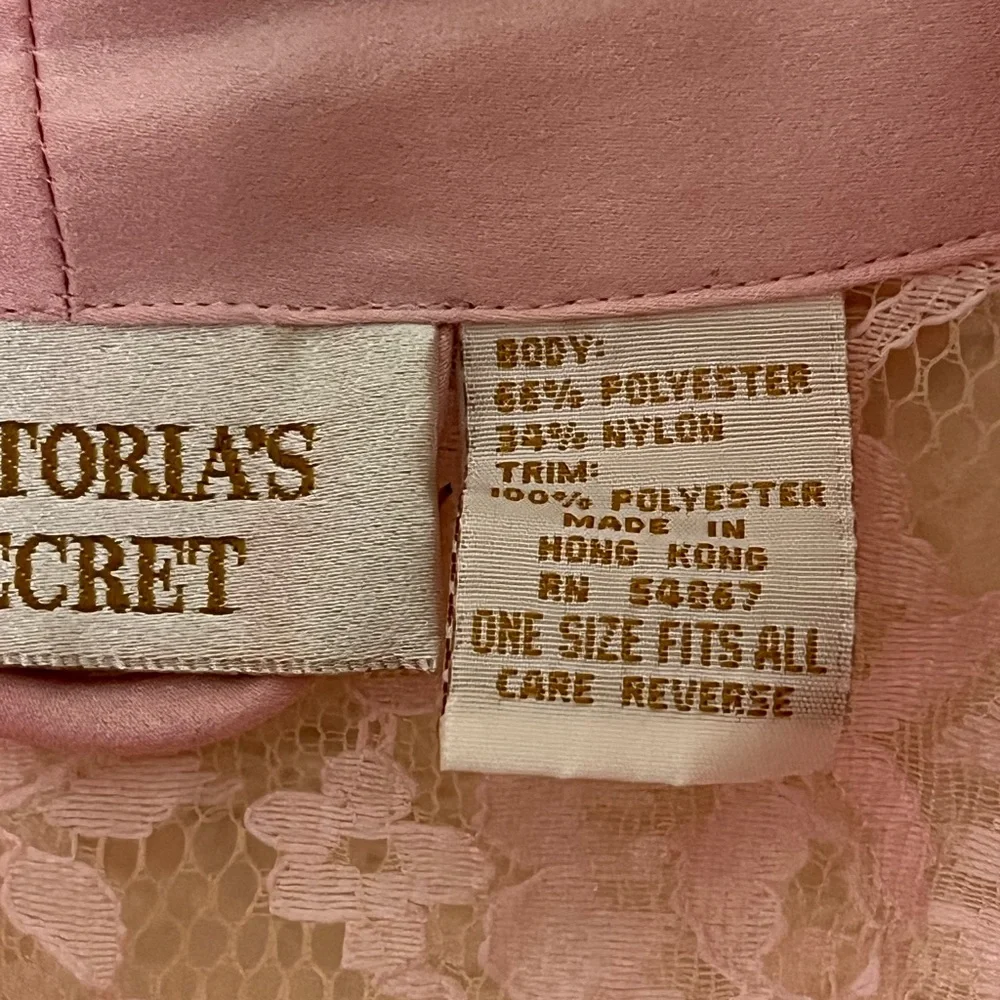 TORIA'S
ECRET
BODY:
66% POLYESTER
34% NYLON
TRIM:
100% POLYESTER
MADE IN
HONG KONG
RN 54867
ONE SIZE FITS ALL
CARE REVERSE